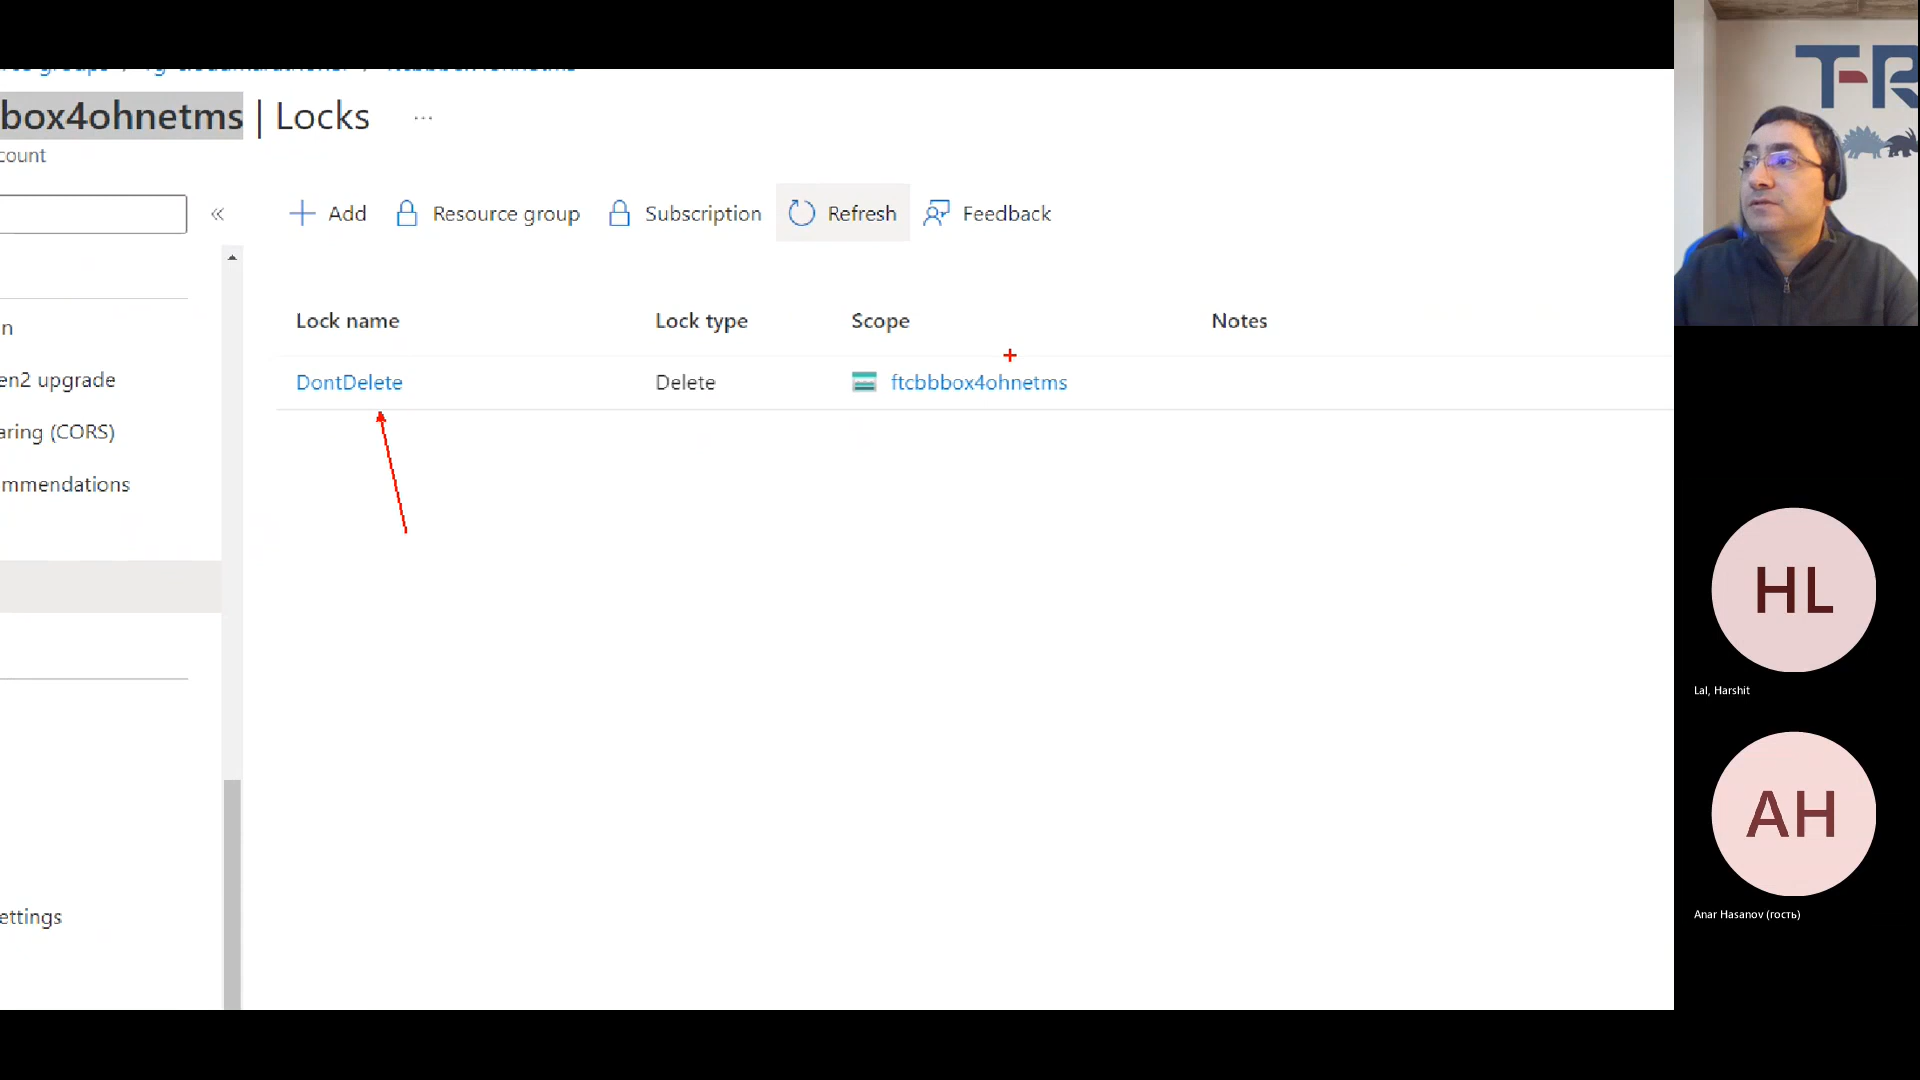 box4ohnetms | Locks ...
count
« Add Resource group Subscription Refresh Feedback
Lock name Lock type Scope Notes
n
DontDelete Delete ftcbbbox4ohnetms
en2 upgrade
aring (CORS)
mmendations
ettings
T-R
HL
Lal, Harshit
AH
Anar Hasanov (гость)